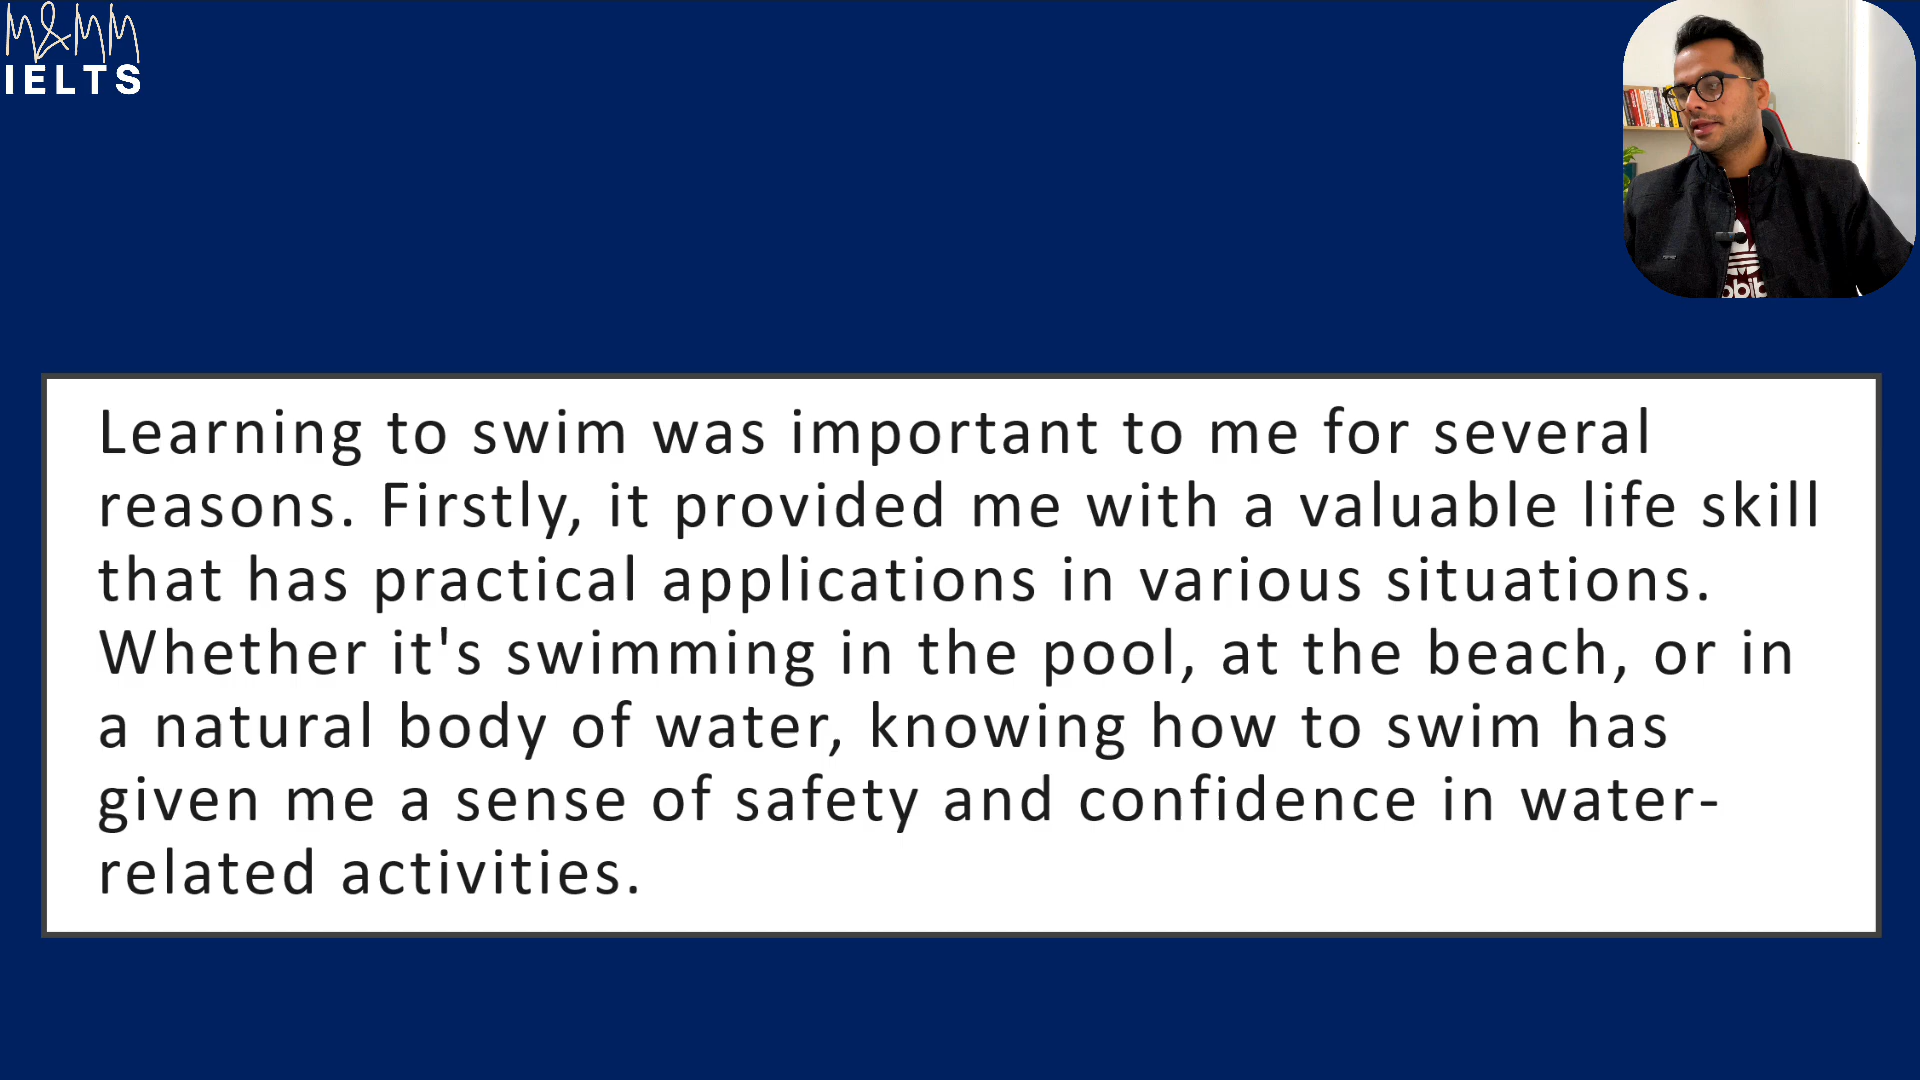 M&MM
IELTS
Learning to swim was important to me for several
reasons. Firstly, it provided me with a valuable life skill
that has practical applications in various situations.
Whether it's swimming in the pool, at the beach, or in
a natural body of water, knowing how to swim has
given me a sense of safety and confidence in water-
related activities.